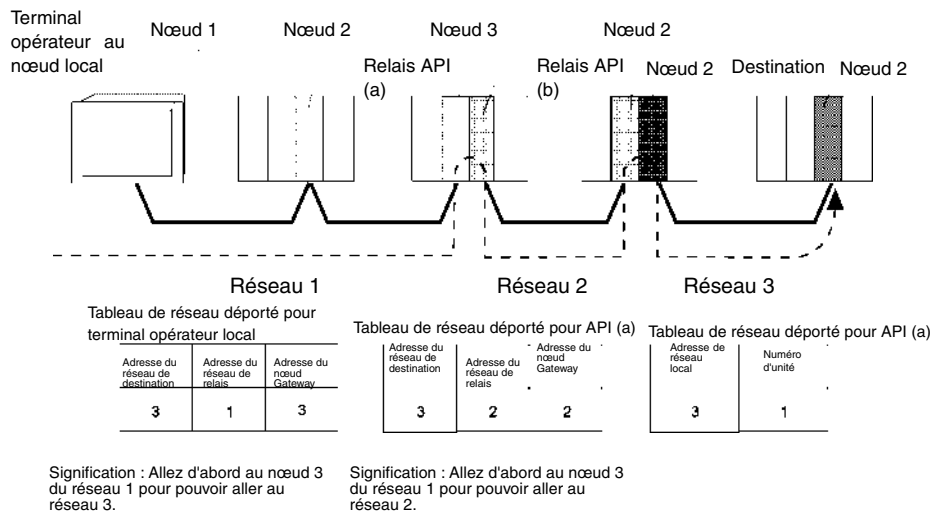 Terminal
opérateur au
nœud local
Nœud 1
Nœud 2
Nœud 3
Nœud 2
Relais API
(a)
Relais API
(b)
Nœud 2
Destination
Nœud 2
Réseau 1
Réseau 2
Réseau 3
Tableau de réseau déporté pour
terminal opérateur local
Adresse du
réseau de
destination
Adresse du
réseau de
relais
Adresse du
nœud
Gateway
3
1
3
Tableau de réseau déporté pour API (a)
Adresse du
réseau de
destination
Adresse du
réseau de
relais
Adresse du
nœud
Gateway
3
2
2
Tableau de réseau déporté pour API (a)
Adresse de
réseau
local
Numéro
d'unité
3
1
Signification : Allez d'abord au nœud 3
du réseau 1 pour pouvoir aller au
réseau 3.
Signification : Allez d'abord au nœud 3
du réseau 1 pour pouvoir aller au
réseau 2.